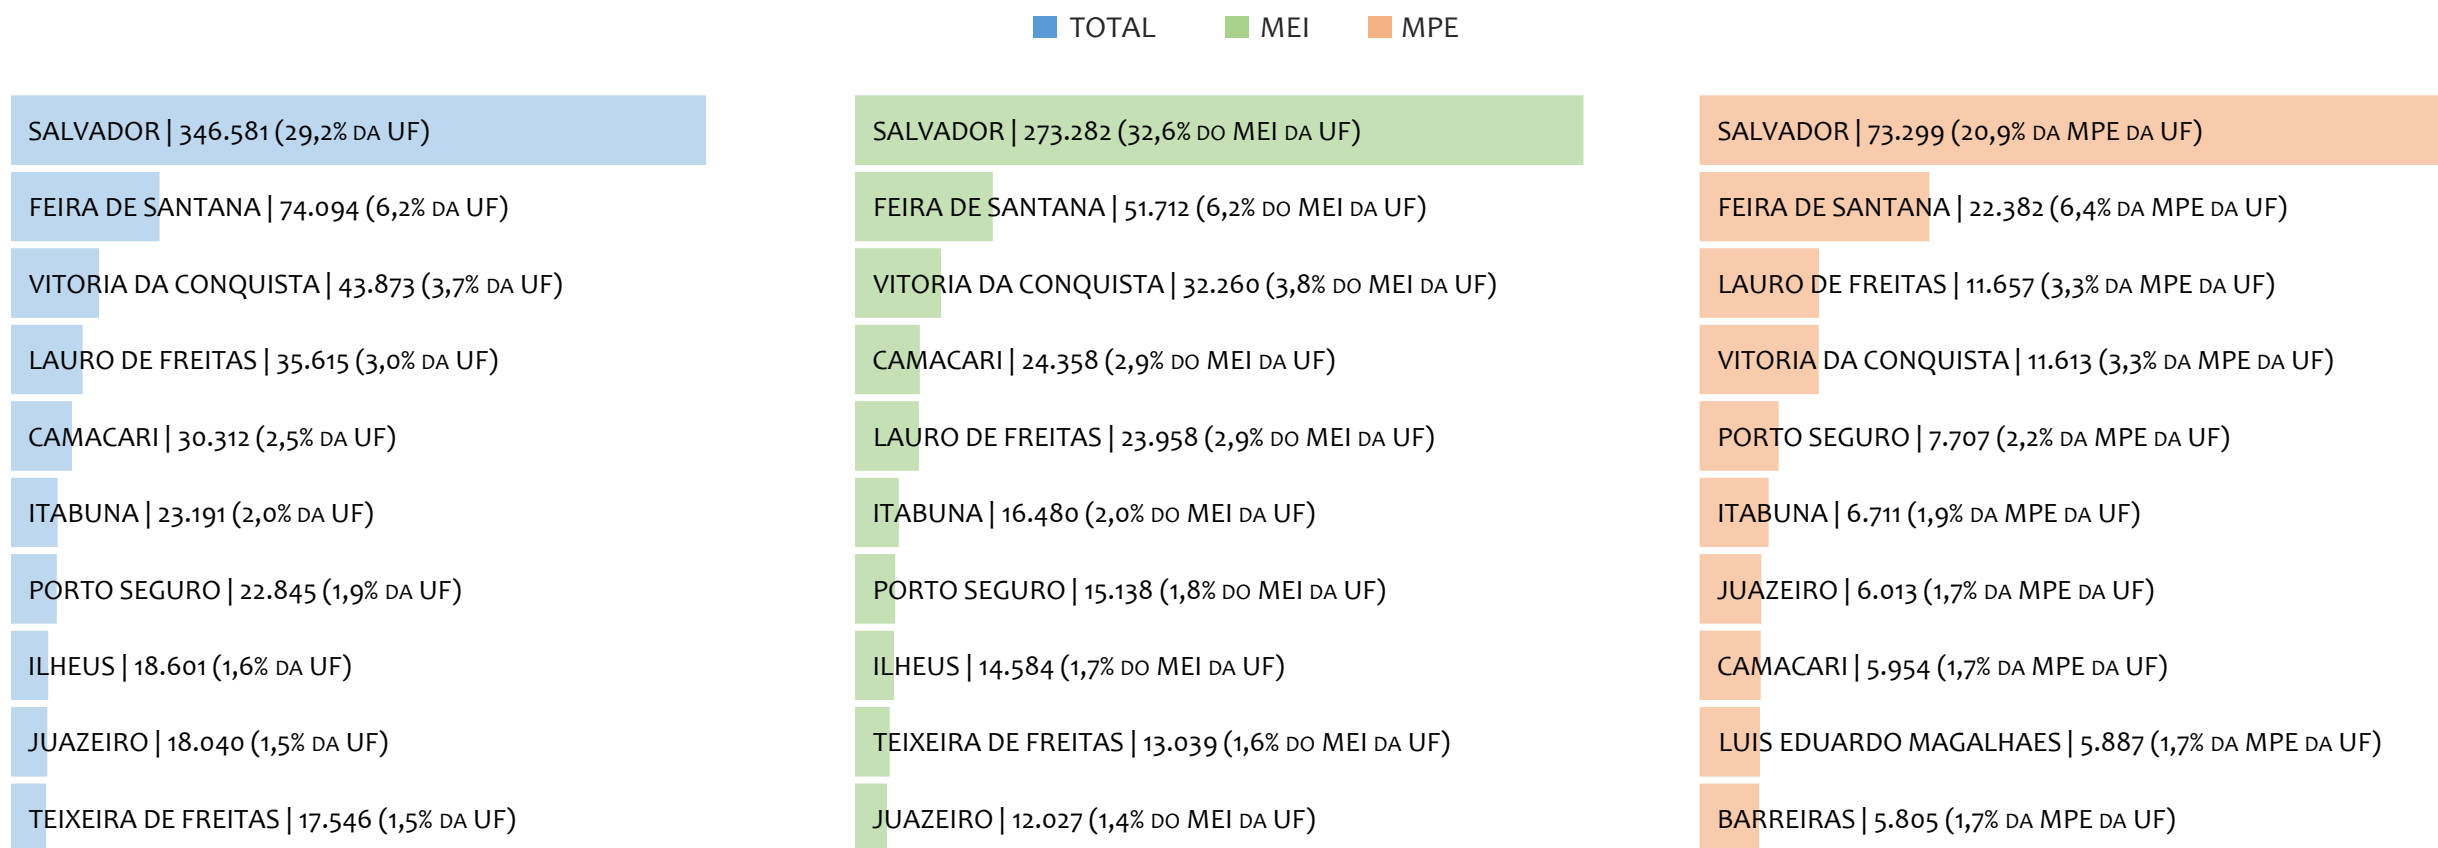 TOTAL MEI MPE
SALVADOR | 346.581 (29,2% DA UF)
FEIRA DE SANTANA | 74.094 (6,2% DA UF)
VITORIA DA CONQUISTA | 43.873 (3,7% DA UF)
LAURO DE FREITAS | 35.615 (3,0% DA UF)
CAMACARI | 30.312 (2,5% DA UF)
ITABUNA | 23.191 (2,0% DA UF)
PORTO SEGURO | 22.845 (1,9% DA UF)
ILHEUS | 18.601 (1,6% DA UF)
JUAZEIRO | 18.040 (1,5% DA UF)
TEIXEIRA DE FREITAS | 17.546 (1,5% DA UF)
SALVADOR | 273.282 (32,6% DO MEI DA UF)
FEIRA DE SANTANA | 51.712 (6,2% DO MEI DA UF)
VITORIA DA CONQUISTA | 32.260 (3,8% DO MEI DA UF)
CAMACARI | 24.358 (2,9% DO MEI DA UF)
LAURO DE FREITAS | 23.958 (2,9% DO MEI DA UF)
ITABUNA | 16.480 (2,0% DO MEI DA UF)
PORTO SEGURO | 15.138 (1,8% DO MEI DA UF)
ILHEUS | 14.584 (1,7% DO MEI DA UF)
TEIXEIRA DE FREITAS | 13.039 (1,6% DO MEI DA UF)
JUAZEIRO | 12.027 (1,4% DO MEI DA UF)
SALVADOR | 73.299 (20,9% DA MPE DA UF)
FEIRA DE SANTANA | 22.382 (6,4% DA MPE DA UF)
LAURO DE FREITAS | 11.657 (3,3% DA MPE DA UF)
VITORIA DA CONQUISTA | 11.613 (3,3% DA MPE DA UF)
PORTO SEGURO | 7.707 (2,2% DA MPE DA UF)
ITABUNA | 6.711 (1,9% DA MPE DA UF)
JUAZEIRO | 6.013 (1,7% DA MPE DA UF)
CAMACARI | 5.954 (1,7% DA MPE DA UF)
LUIS EDUARDO MAGALHAES | 5.887 (1,7% DA MPE DA UF)
BARREIRAS | 5.805 (1,7% DA MPE DA UF)